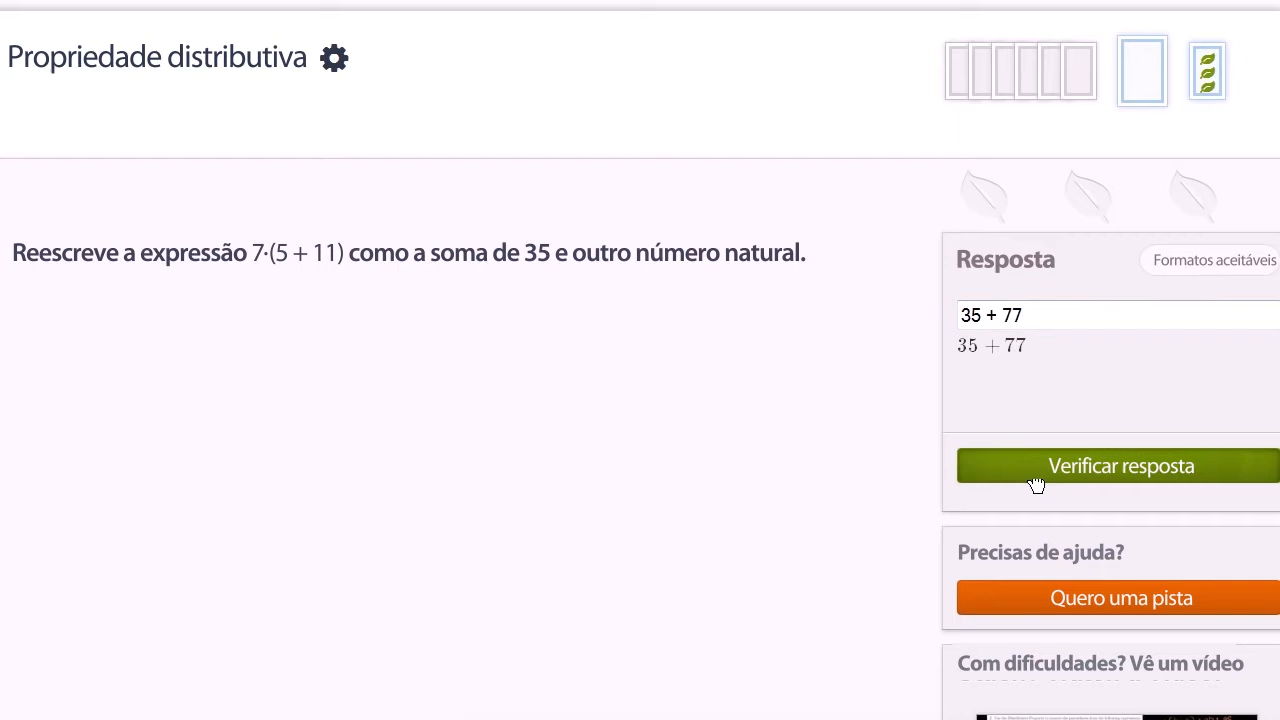 Propriedade distributiva
Reescreve a expressão 7·(5 + 11) como a soma de 35 e outro número natural.
Resposta
Formatos aceitáveis
35 + 77
35 + 77
Verificar resposta
Precisas de ajuda?
Quero uma pista
Com dificuldades? Vê um vídeo